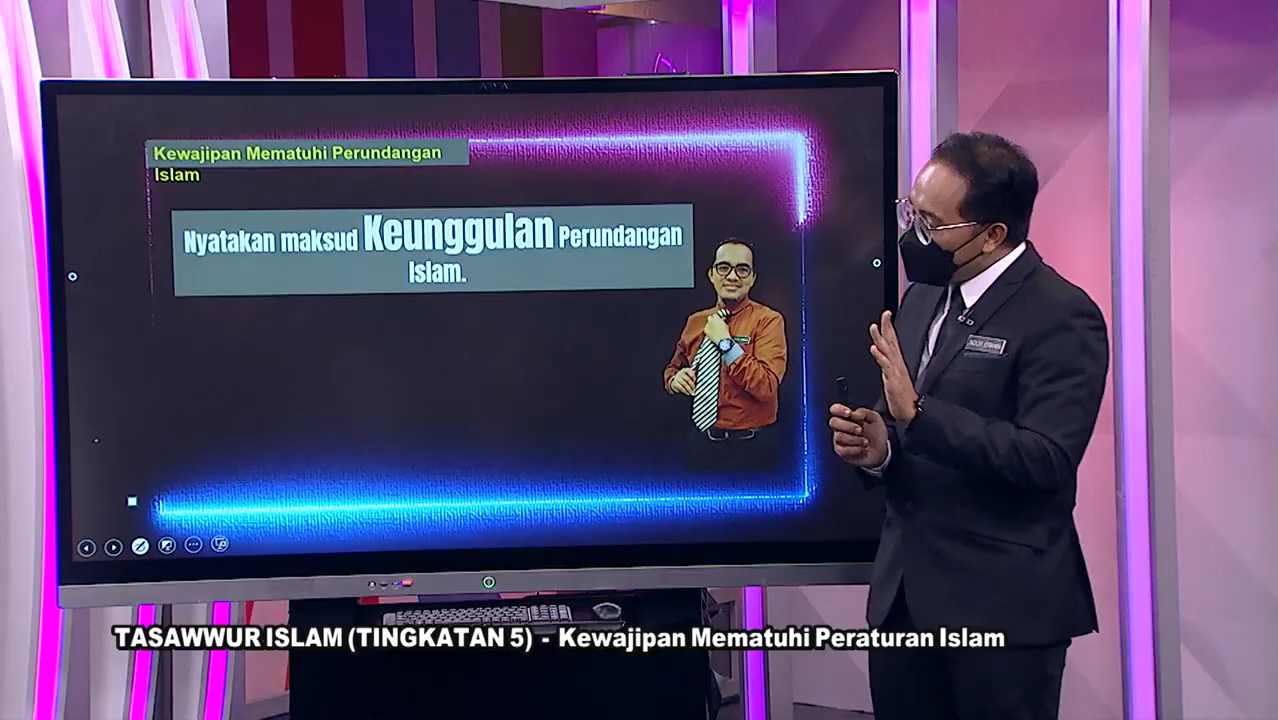 Kewajipan Mematuhi Perundangan
Islam
Nyatakan maksud Keunggulan Perundangan
Islam.
TASAWWUR ISLAM (TINGKATAN 5) - Kewajipan Mematuhi Peraturan Islam